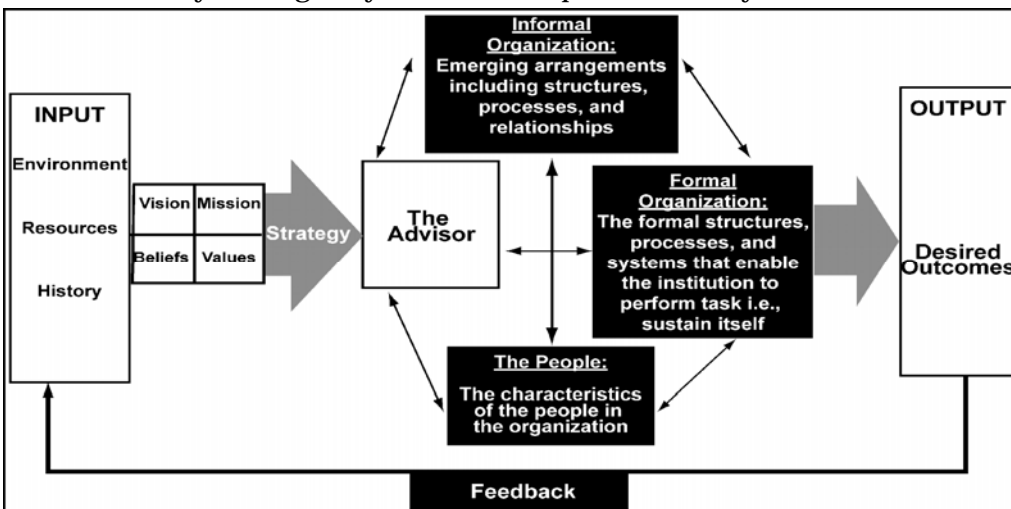 INPUT
Environment
Resources
History
Vision
Mission
Beliefs
Values
Strategy
The
Advisor
Informal
Organization:
Emerging arrangements
including structures,
processes, and
relationships
Formal
Organization:
The formal structures,
processes, and
systems that enable
the institution to
perform task i.e.,
sustain itself
The People:
The characteristics
of the people in
the organization
OUTPUT
Desired
Outcomes
Feedback